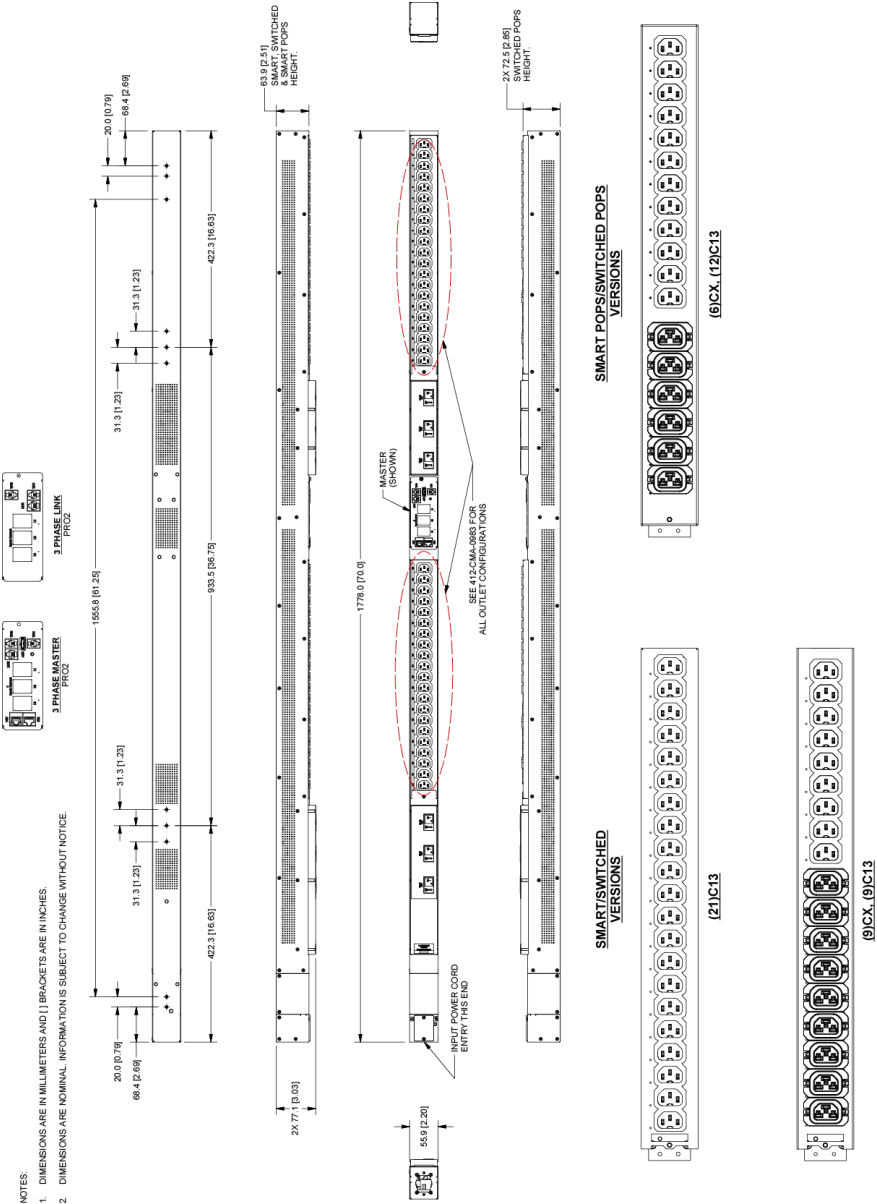 NOTES:
1. DIMENSIONS ARE IN MILLIMETERS AND [ ] BRACKETS ARE IN INCHES.
2. DIMENSIONS ARE NOMINAL. INFORMATION IS SUBJECT TO CHANGE WITHOUT NOTICE.
3 PHASE MASTER
PRO2
3 PHASE LINK
PRO2
20.0 [0.79]
68.4 [2.69]
1555.8 [61.25]
20.0 [0.79]
68.4 [2.69]
31.3 [1.23]
31.3 [1.23]
31.3 [1.23]
31.3 [1.23]
422.3 [16.63]
933.5 [36.75]
422.3 [16.63]
2X 77.1 [3.03]
63.9 [2.51]
SMART, SWITCHED
& SMART POPS
HEIGHT.
1778.0 [70.0]
55.9 [2.20]
INPUT POWER CORD
ENTRY THIS END
MASTER
(SHOWN)
SEE 412-CMA-0983 FOR
ALL OUTLET CONFIGURATIONS
2X 72.5 [2.85]
SWITCHED POPS
HEIGHT.
SMART/SWITCHED
VERSIONS
(21)C13
(9)CX, (9)C13
SMART POPS/SWITCHED POPS
VERSIONS
(6)CX, (12)C13